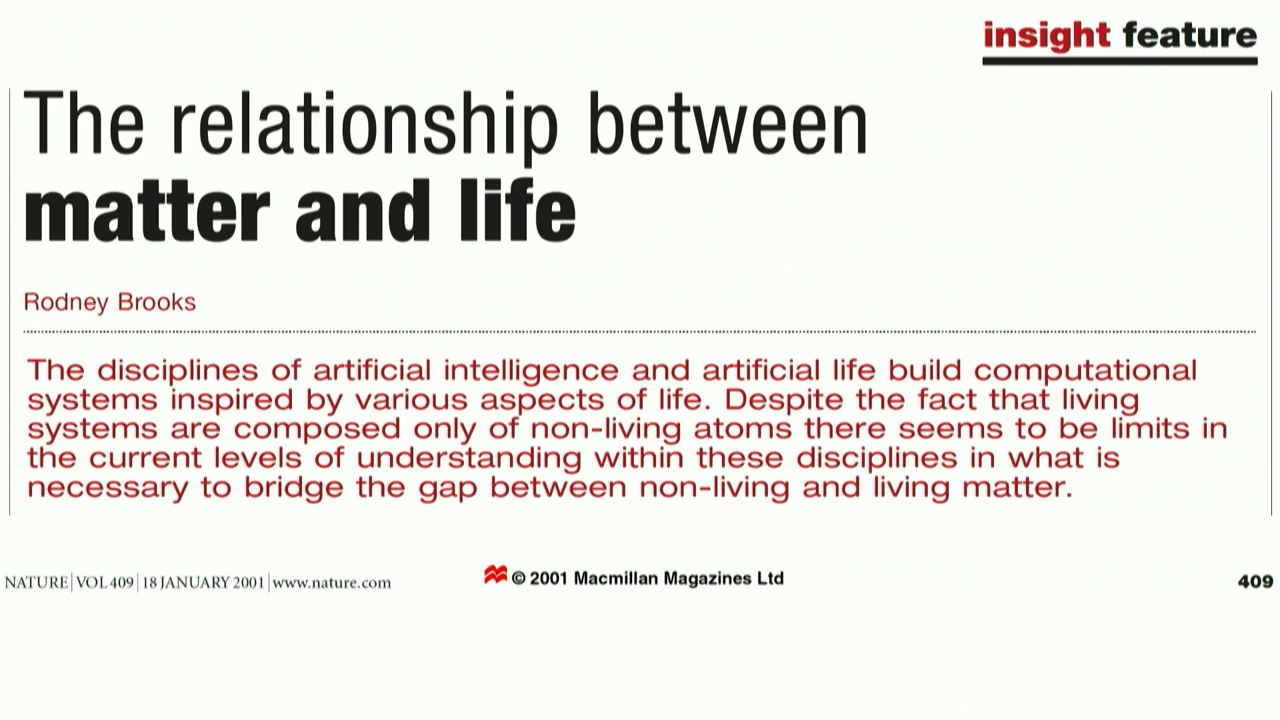 insight feature
The relationship between
matter and life
Rodney Brooks
The disciplines of artificial intelligence and artificial life build computational
systems inspired by various aspects of life. Despite the fact that living
systems are composed only of non-living atoms there seems to be limits in
the current levels of understanding within these disciplines in what is
necessary to bridge the gap between non-living and living matter.
NATURE|VOL 409|18 JANUARY 2001|www.nature.com
© 2001 Macmillan Magazines Ltd
409